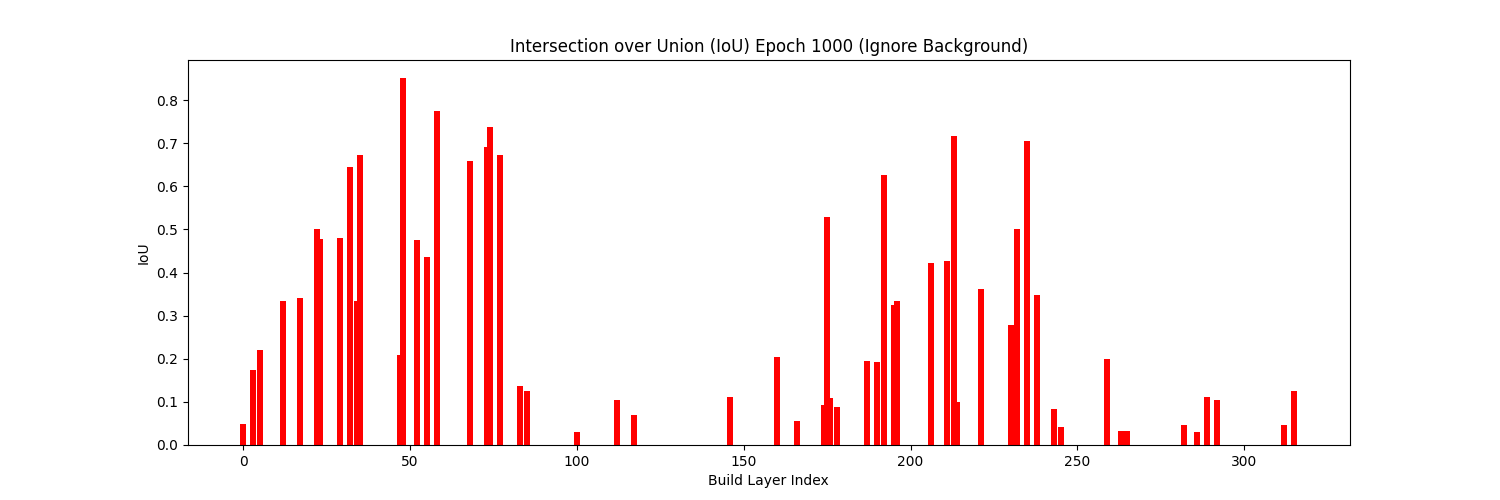 Intersection over Union (IoU) Epoch 1000 (Ignore Background)
0.8
0.7
0.6
0.5
0.4
0.3
0.2
0.1
0.0
IoU
0 50 100 150 200 250 300
Build Layer Index